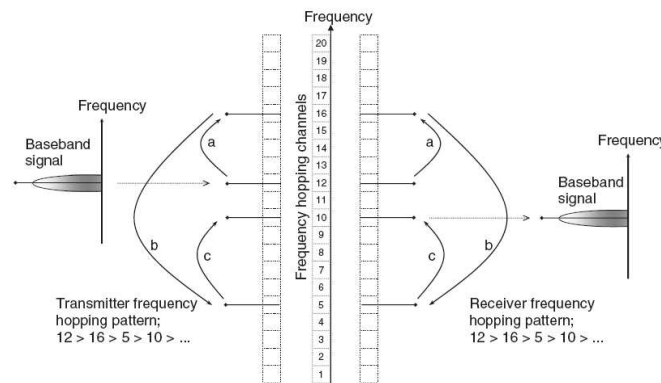 Frequency
20
19
18
17
16
15
14
13
12
11
10
9
8
7
6
5
4
3
2
1
Frequency hopping channels
Frequency
Baseband
signal
a
b
c
Transmitter frequency
hopping pattern;
12 > 16 > 5 > 10 > ...
a
b
c
Frequency
Baseband
signal
Receiver frequency
hopping pattern;
12 > 16 > 5 > 10 > ...